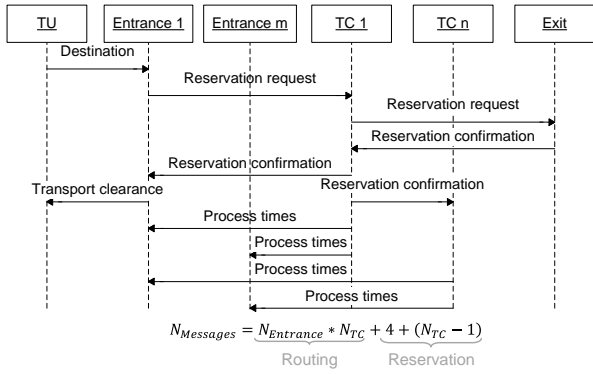 TU Entrance 1 Entrance m TC 1 TC n Exit
Destination
Reservation request
Reservation request
Reservation confirmation
Reservation confirmation
Transport clearance Reservation confirmation
Process times
Process times
Process times
Process times
N_Messages = N_Entrance * N_TC + 4 + (N_TC − 1)
Routing Reservation